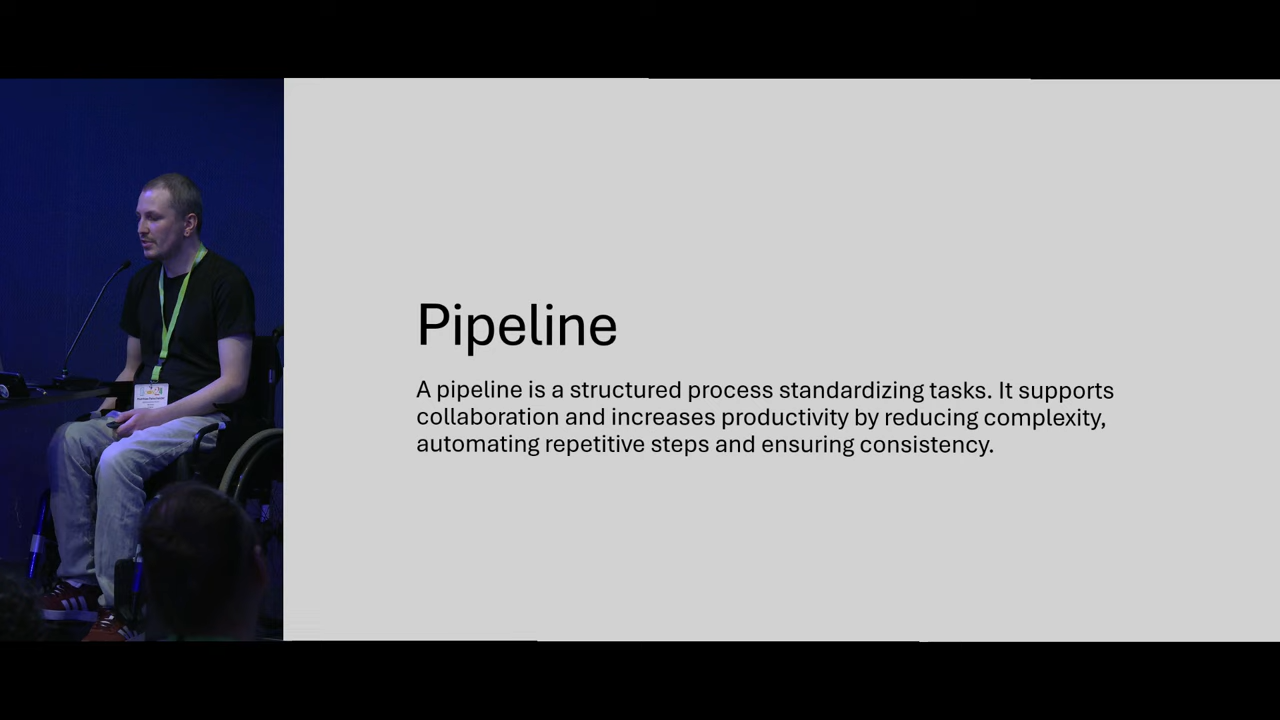 Pipeline
A pipeline is a structured process standardizing tasks. It supports
collaboration and increases productivity by reducing complexity,
automating repetitive steps and ensuring consistency.